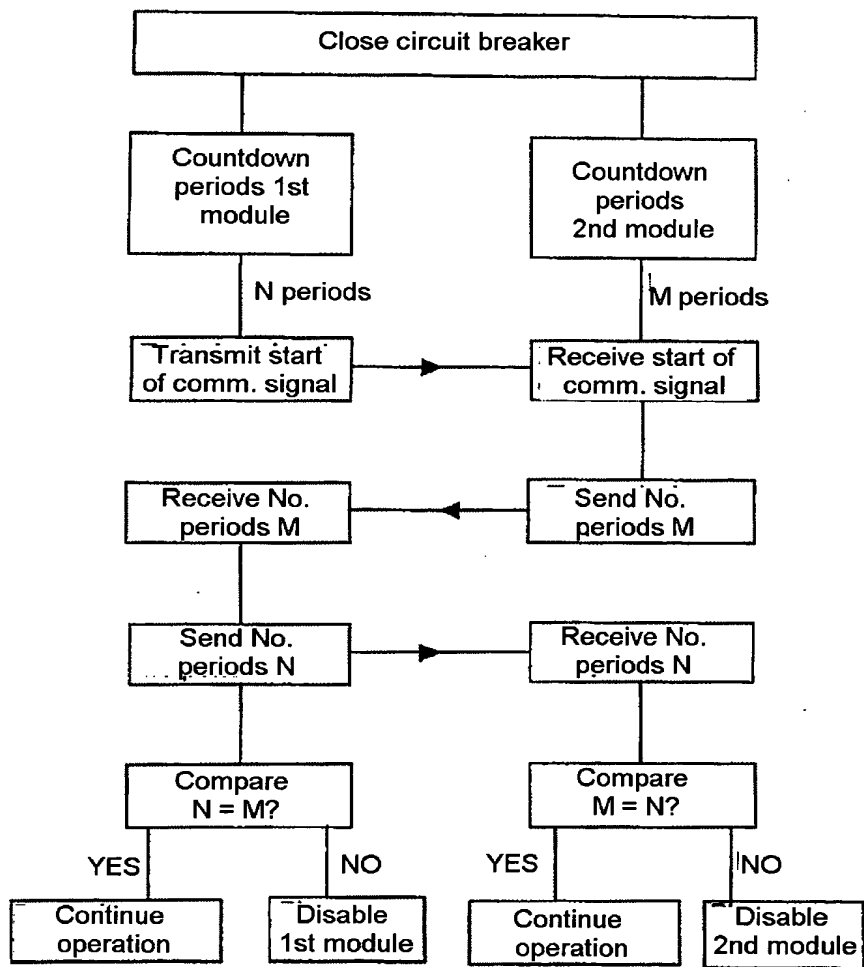 Close circuit breaker
Countdown
periods 1st
module
Countdown
periods
2nd module
N periods
M periods
Transmit start
of comm. signal
Receive start of
comm. signal
Receive No.
periods M
Send No.
periods M
Send No.
periods N
Receive No.
periods N
Compare
N = M?
Compare
M = N?
YES
NO
YES
NO
Continue
operation
Disable
1st module
Continue
operation
Disable
2nd module